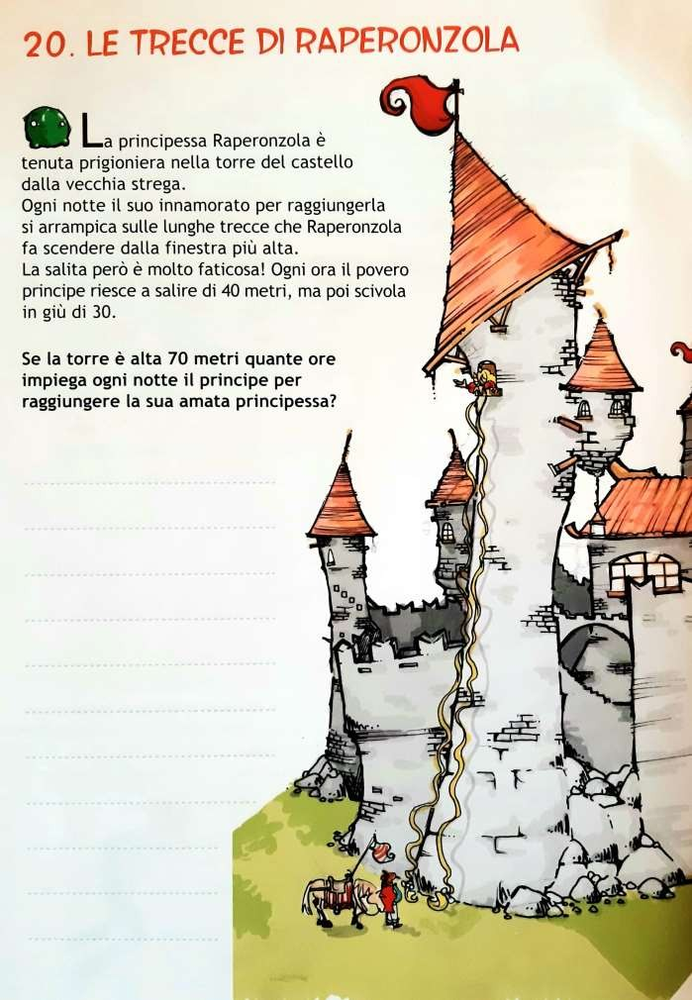 20. LE TRECCE DI RAPERONZOLA
La principessa Raperonzola è
tenuta prigioniera nella torre del castello
dalla vecchia strega.
Ogni notte il suo innamorato per raggiungerla
si arrampica sulle lunghe trecce che Raperonzola
fa scendere dalla finestra più alta.
La salita però è molto faticosa! Ogni ora il povero
principe riesce a salire di 40 metri, ma poi scivola
in giù di 30.
Se la torre è alta 70 metri quante ore
impiega ogni notte il principe per
raggiungere la sua amata principessa?